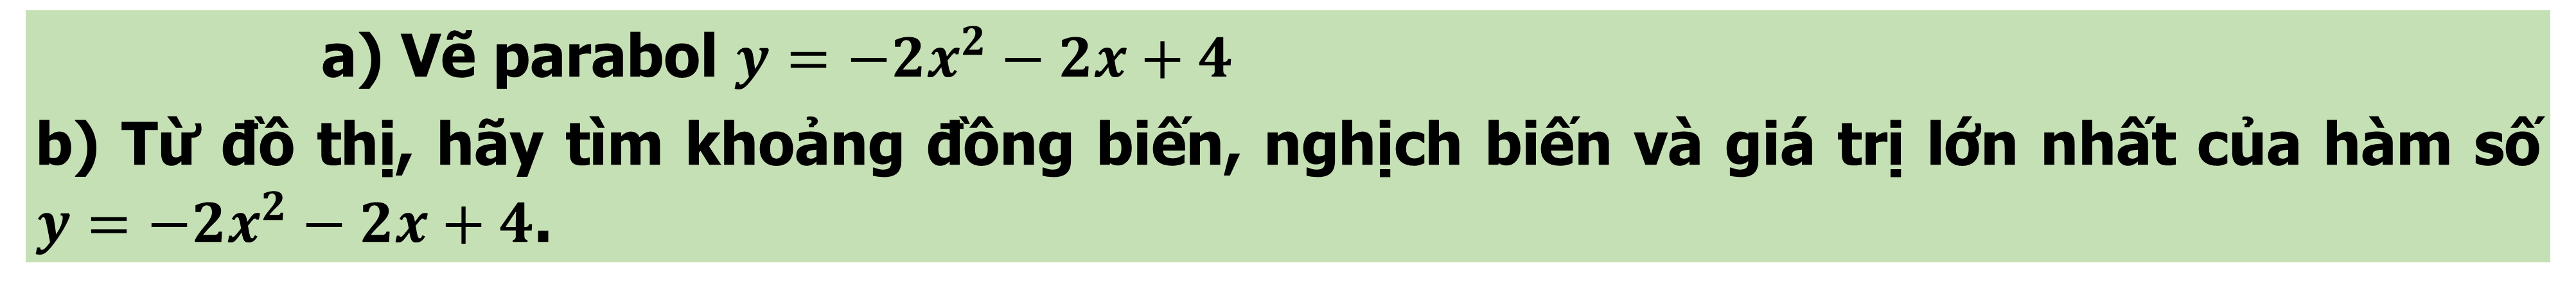 a) Vẽ parabol y = −2x² − 2x + 4
b) Từ đồ thị, hãy tìm khoảng đồng biến, nghịch biến và giá trị lớn nhất của hàm số
y = −2x² − 2x + 4.